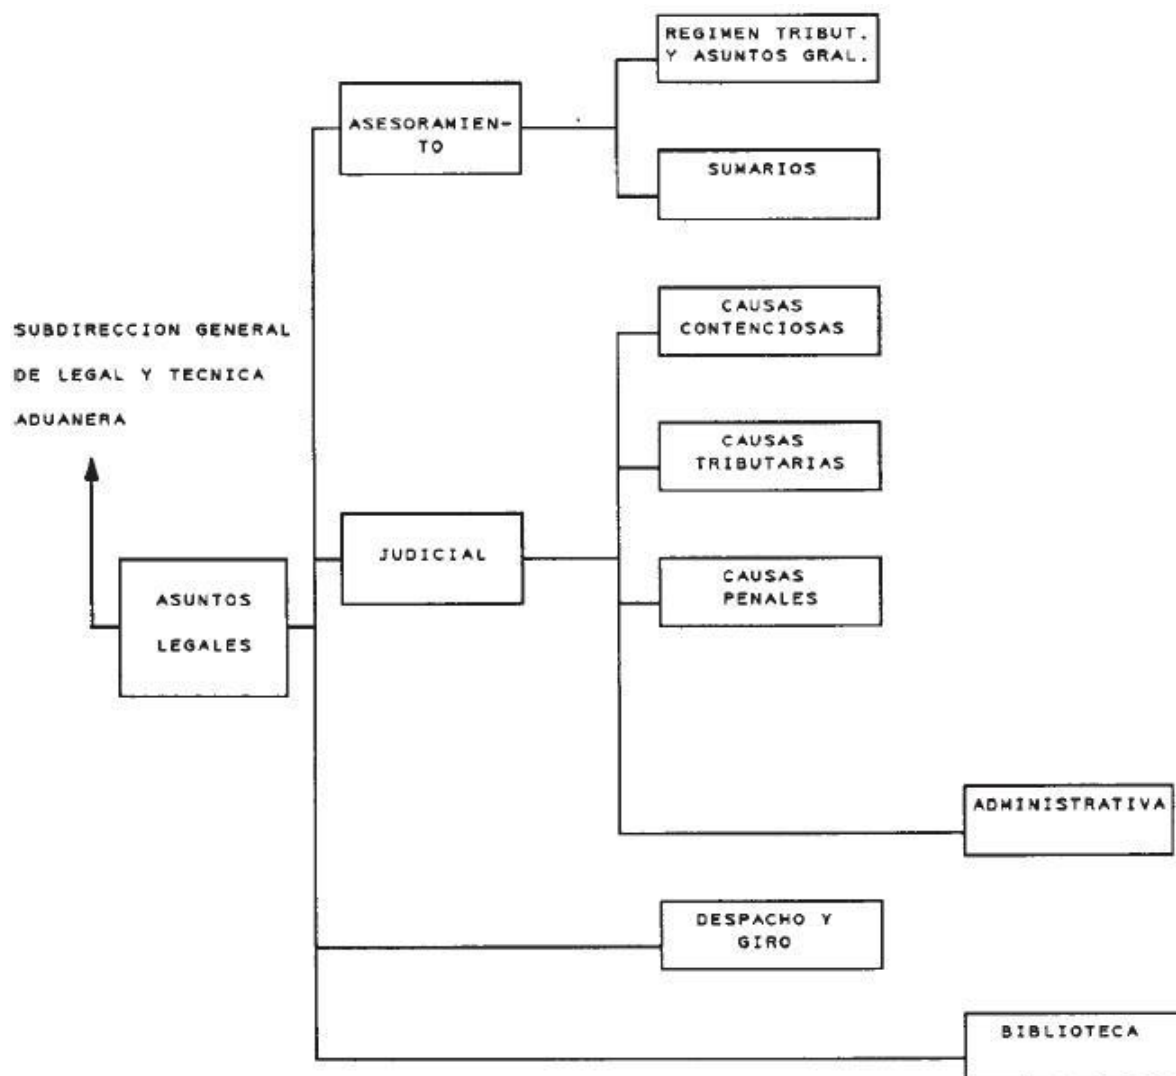 REGIMEN TRIBUT.
Y ASUNTOS GRAL.
ASESORAMIEN-
TO
SUMARIOS
CAUSAS
CONTENCIOSAS
SUBDIRECCION GENERAL
DE LEGAL Y TECNICA
ADUANERA
CAUSAS
TRIBUTARIAS
JUDICIAL
CAUSAS
PENALES
ASUNTOS
LEGALES
ADMINISTRATIVA
DESPACHO Y
GIRO
BIBLIOTECA